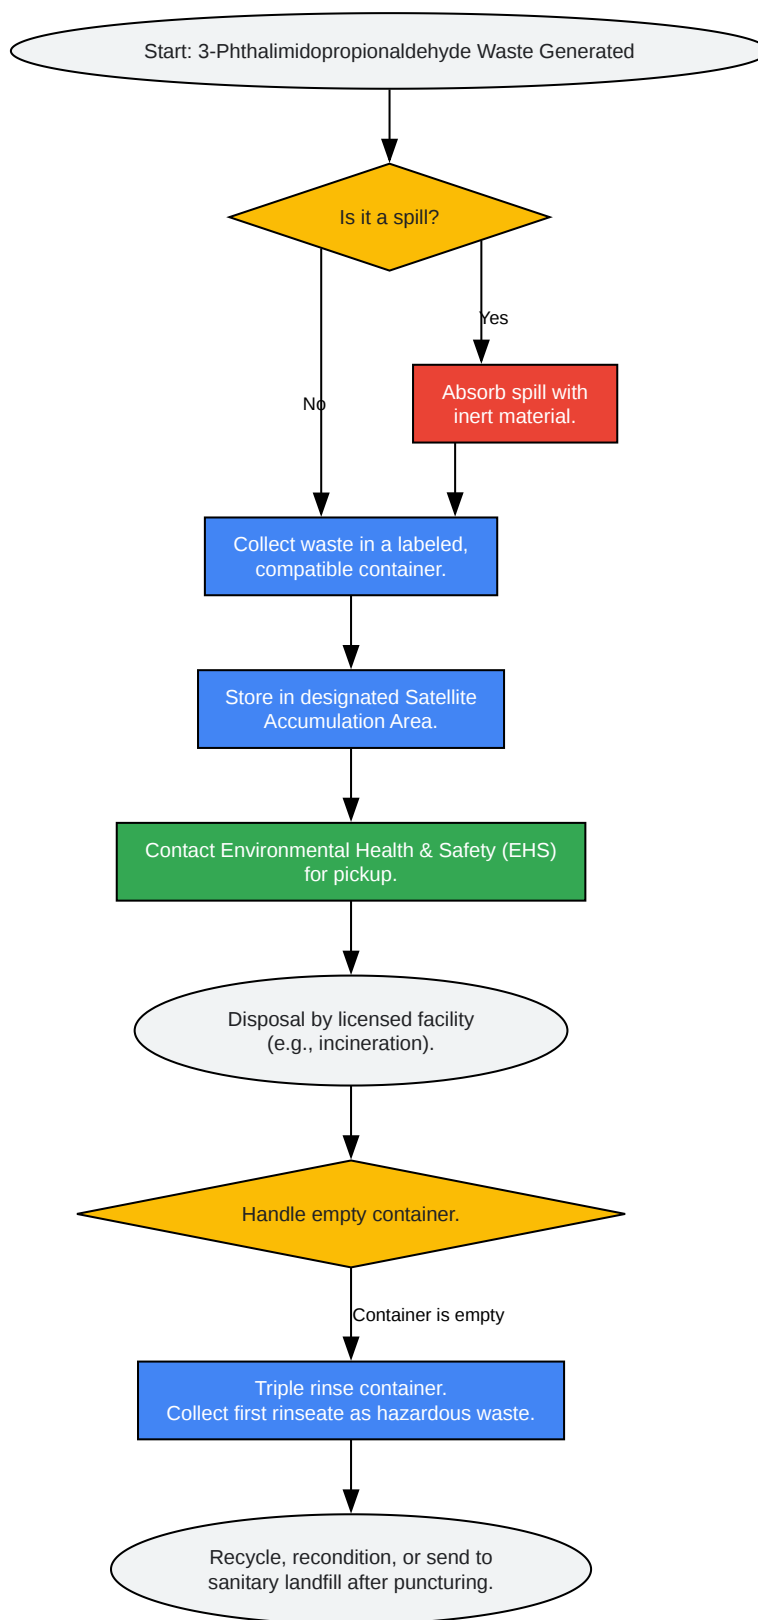 Start: 3-Phthalimidopropionaldehyde Waste Generated
Is it a spill?
Yes
Absorb spill with
inert material.
No
Collect waste in a labeled,
compatible container.
Store in designated Satellite
Accumulation Area.
Contact Environmental Health & Safety (EHS)
for pickup.
Disposal by licensed facility
(e.g., incineration).
Handle empty container.
Container is empty
Triple rinse container.
Collect first rinseate as hazardous waste.
Recycle, recondition, or send to
sanitary landfill after puncturing.